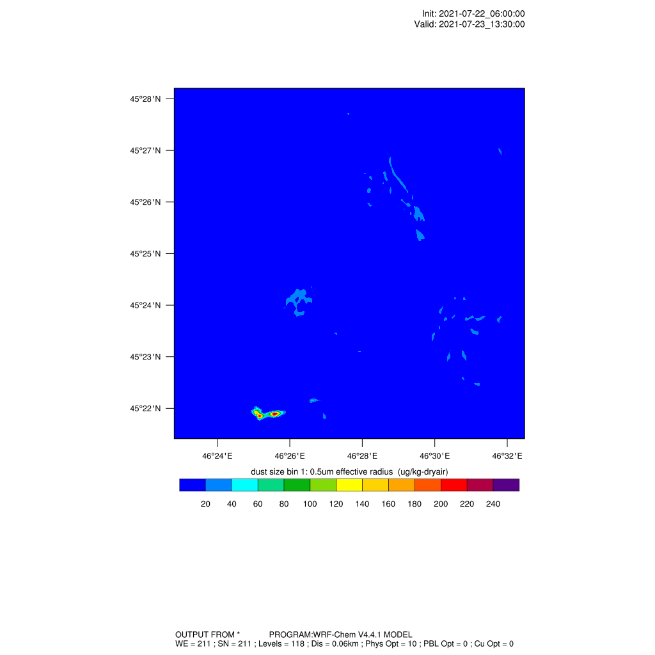 Init: 2021-07-22_06:00:00
Valid: 2021-07-23_13:30:00
45°28'N
45°27'N
45°26'N
45°25'N
45°24'N
45°23'N
45°22'N
46°24'E 46°26'E 46°28'E 46°30'E 46°32'E
dust size bin 1: 0.5um effective radius (ug/kg-dryair)
20 40 60 80 100 120 140 160 180 200 220 240
OUTPUT FROM * PROGRAM:WRF-Chem V4.4.1 MODEL
WE = 211 ; SN = 211 ; Levels = 118 ; Dis = 0.06km ; Phys Opt = 10 ; PBL Opt = 0 ; Cu Opt = 0